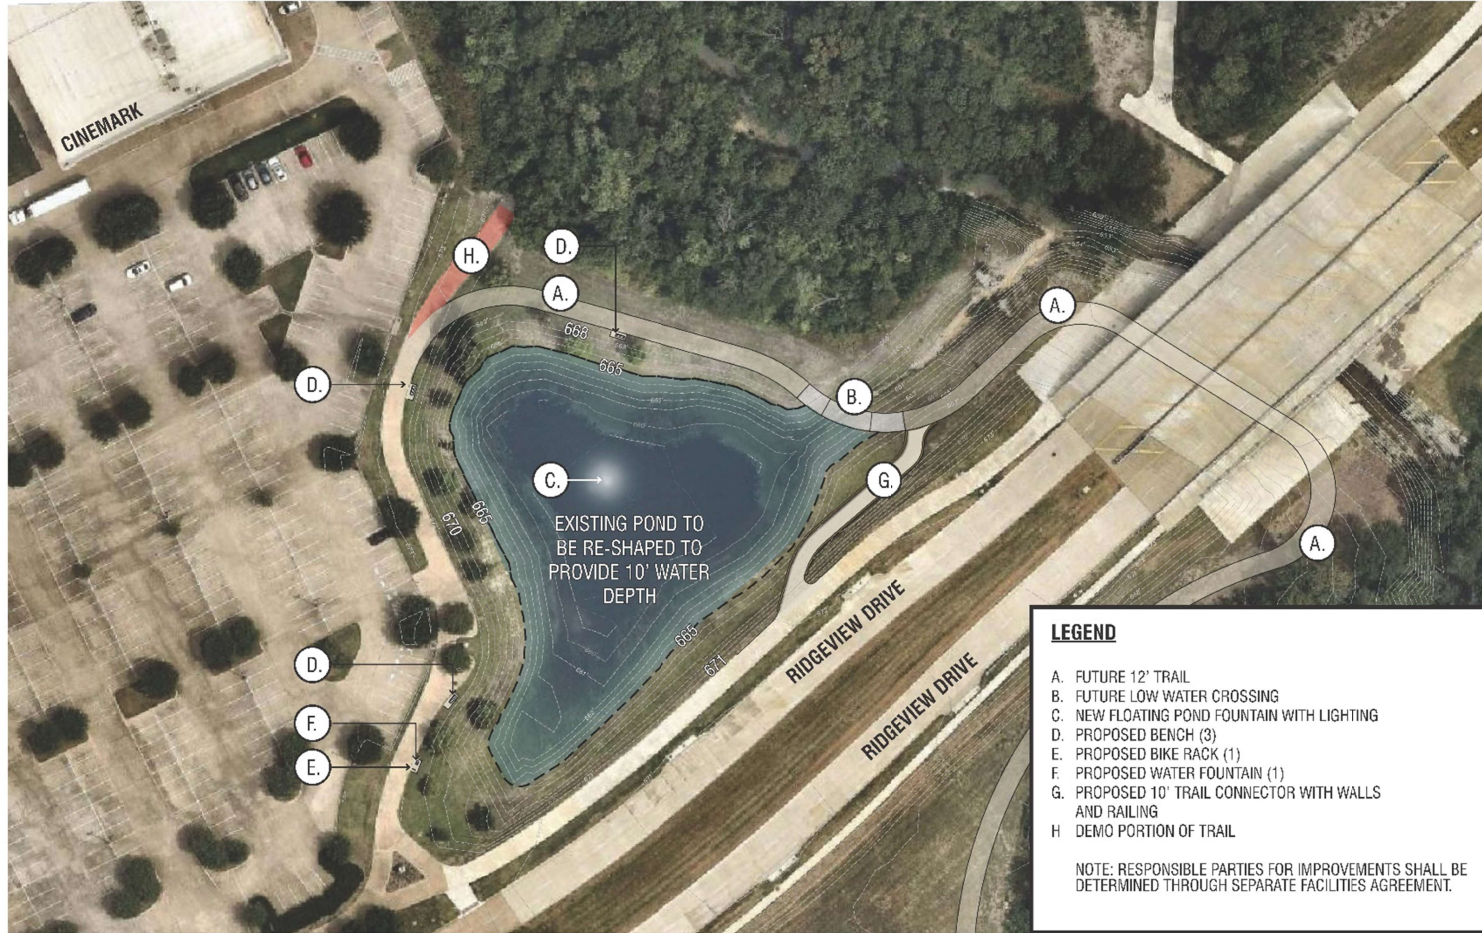 CINEMARK
H.
D.
A.
A.
668
665
D.
B.
C.
G.
EXISTING POND TO
BE RE-SHAPED TO
PROVIDE 10' WATER
DEPTH
670
665
A.
RIDGEVIEW DRIVE
665
671
RIDGEVIEW DRIVE
D.
F.
E.
LEGEND
A. FUTURE 12' TRAIL
B. FUTURE LOW WATER CROSSING
C. NEW FLOATING POND FOUNTAIN WITH LIGHTING
D. PROPOSED BENCH (3)
E. PROPOSED BIKE RACK (1)
F. PROPOSED WATER FOUNTAIN (1)
G. PROPOSED 10' TRAIL CONNECTOR WITH WALLS
AND RAILING
H DEMO PORTION OF TRAIL
NOTE: RESPONSIBLE PARTIES FOR IMPROVEMENTS SHALL BE
DETERMINED THROUGH SEPARATE FACILITIES AGREEMENT.